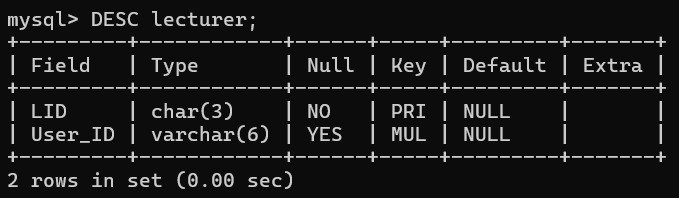 mysql> DESC lecturer;
+---------+------------+------+-----+---------+-------+
| Field   | Type       | Null | Key | Default | Extra |
+---------+------------+------+-----+---------+-------+
| LID     | char(3)    | NO   | PRI | NULL    |       |
| User_ID | varchar(6) | YES  | MUL | NULL    |       |
+---------+------------+------+-----+---------+-------+
2 rows in set (0.00 sec)